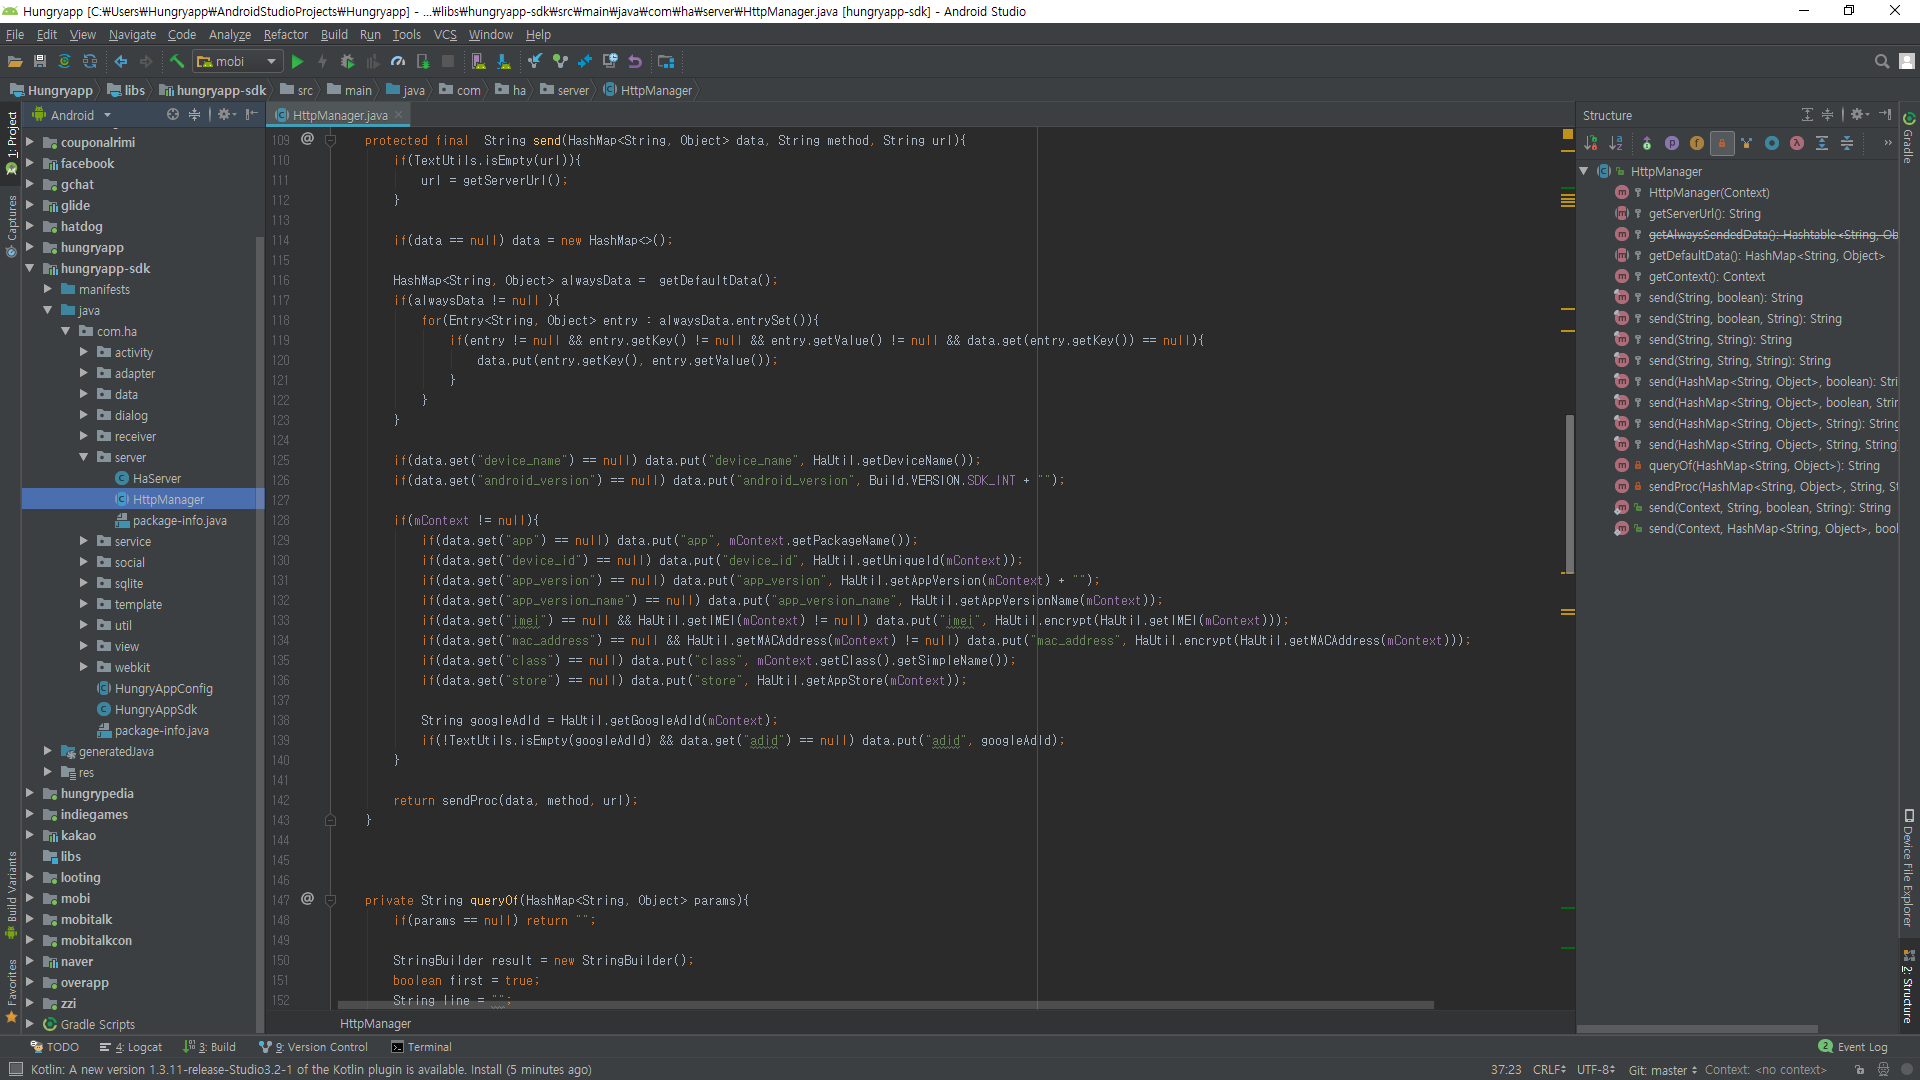 Hungryapp [C:₩Users₩Hungryapp₩AndroidStudioProjects₩Hungryapp] - ...₩libs₩hungryapp-sdk₩src₩main₩java₩com₩ha₩server₩HttpManager.java [hungryapp-sdk] - Android Studio
File Edit View Navigate Code Analyze Refactor Build Run Tools VCS Window Help
mobi
Hungryapp libs hungryapp-sdk src main java com ha server HttpManager
1: Project
Captures
Build Variants
Favorites
Android
couponalrimi
facebook
gchat
glide
hatdog
hungryapp
hungryapp-sdk
manifests
java
com.ha
activity
adapter
data
dialog
receiver
server
HaServer
HttpManager
package-info.java
service
social
sqlite
template
util
view
webkit
HungryAppConfig
HungryAppSdk
package-info.java
generatedJava
res
hungrypedia
indiegames
kakao
libs
looting
mobi
mobitalk
mobitalkcon
naver
overapp
zzi
Gradle Scripts
HttpManager.java
109 @ protected final  String send(HashMap<String, Object> data, String method, String url){
110 if(TextUtils.isEmpty(url)){
111 url = getServerUrl();
112 }
113
114 if(data == null) data = new HashMap<>();
115
116 HashMap<String, Object> alwaysData =  getDefaultData();
117 if(alwaysData != null ){
118 for(Entry<String, Object> entry : alwaysData.entrySet()){
119 if(entry != null && entry.getKey() != null && entry.getValue() != null && data.get(entry.getKey()) == null){
120 data.put(entry.getKey(), entry.getValue());
121 }
122 }
123 }
124
125 if(data.get("device_name") == null) data.put("device_name", HaUtil.getDeviceName());
126 if(data.get("android_version") == null) data.put("android_version", Build.VERSION.SDK_INT + "");
127
128 if(mContext != null){
129 if(data.get("app") == null) data.put("app", mContext.getPackageName());
130 if(data.get("device_id") == null) data.put("device_id", HaUtil.getUniqueId(mContext));
131 if(data.get("app_version") == null) data.put("app_version", HaUtil.getAppVersion(mContext) + "");
132 if(data.get("app_version_name") == null) data.put("app_version_name", HaUtil.getAppVersionName(mContext));
133 if(data.get("imei") == null && HaUtil.getIMEI(mContext) != null) data.put("imei", HaUtil.encrypt(HaUtil.getIMEI(mContext)));
134 if(data.get("mac_address") == null && HaUtil.getMACAddress(mContext) != null) data.put("mac_address", HaUtil.encrypt(HaUtil.getMACAddress(mContext)));
135 if(data.get("class") == null) data.put("class", mContext.getClass().getSimpleName());
136 if(data.get("store") == null) data.put("store", HaUtil.getAppStore(mContext));
137
138 String googleAdId = HaUtil.getGoogleAdId(mContext);
139 if(!TextUtils.isEmpty(googleAdId) && data.get("adid") == null) data.put("adid", googleAdId);
140 }
141
142 return sendProc(data, method, url);
143 }
144
145
146
147 @ private String queryOf(HashMap<String, Object> params){
148 if(params == null) return "";
149
150 StringBuilder result = new StringBuilder();
151 boolean first = true;
152 String line = "";
HttpManager
Structure
HttpManager
HttpManager(Context)
getServerUrl(): String
getAlwaysSendedData(): Hashtable<String, Ob
getDefaultData(): HashMap<String, Object>
getContext(): Context
send(String, boolean): String
send(String, boolean, String): String
send(String, String): String
send(String, String, String): String
send(HashMap<String, Object>, boolean): Stri
send(HashMap<String, Object>, boolean, Strin
send(HashMap<String, Object>, String): String
send(HashMap<String, Object>, String, String
queryOf(HashMap<String, Object>): String
sendProc(HashMap<String, Object>, String, St
send(Context, String, boolean, String): String
send(Context, HashMap<String, Object>, bool
Gradle
Device File Explorer
2: Structure
TODO 4: Logcat 3: Build 9: Version Control Terminal 2 Event Log
Kotlin: A new version 1.3.11-release-Studio3.2-1 of the Kotlin plugin is available. Install (5 minutes ago) 37:23 CRLF UTF-8 Git: master Context: <no context>